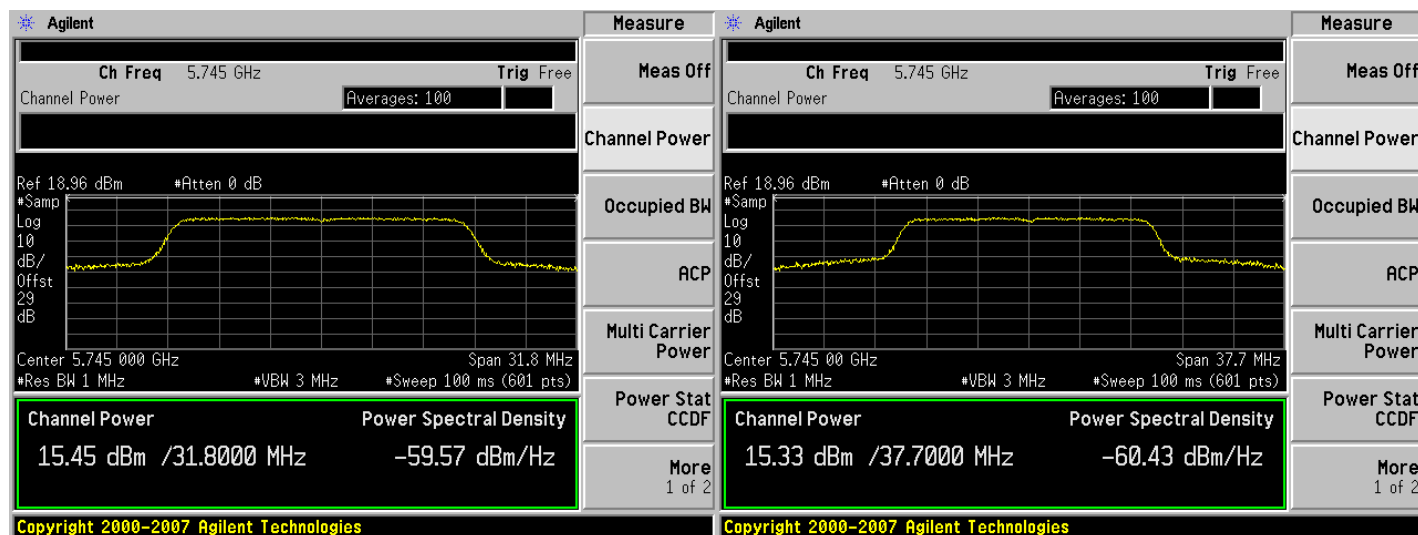 Agilent
Ch Freq 5.745 GHz Trig Free
Channel Power Averages: 100
Ref 18.96 dBm #Atten 0 dB
#Samp
Log
10
dB/
Offst
29
dB
Center 5.745 000 GHz Span 31.8 MHz
#Res BW 1 MHz #VBW 3 MHz #Sweep 100 ms (601 pts)
Channel Power Power Spectral Density
15.45 dBm /31.8000 MHz -59.57 dBm/Hz
Copyright 2000-2007 Agilent Technologies
Measure
Meas Off
Channel Power
Occupied BW
ACP
Multi Carrier
Power
Power Stat
CCDF
More
1 of 2
Agilent
Ch Freq 5.745 GHz Trig Free
Channel Power Averages: 100
Ref 18.96 dBm #Atten 0 dB
#Samp
Log
10
dB/
Offst
29
dB
Center 5.745 00 GHz Span 37.7 MHz
#Res BW 1 MHz #VBW 3 MHz #Sweep 100 ms (601 pts)
Channel Power Power Spectral Density
15.33 dBm /37.7000 MHz -60.43 dBm/Hz
Copyright 2000-2007 Agilent Technologies
Measure
Meas Off
Channel Power
Occupied BW
ACP
Multi Carrier
Power
Power Stat
CCDF
More
1 of 2